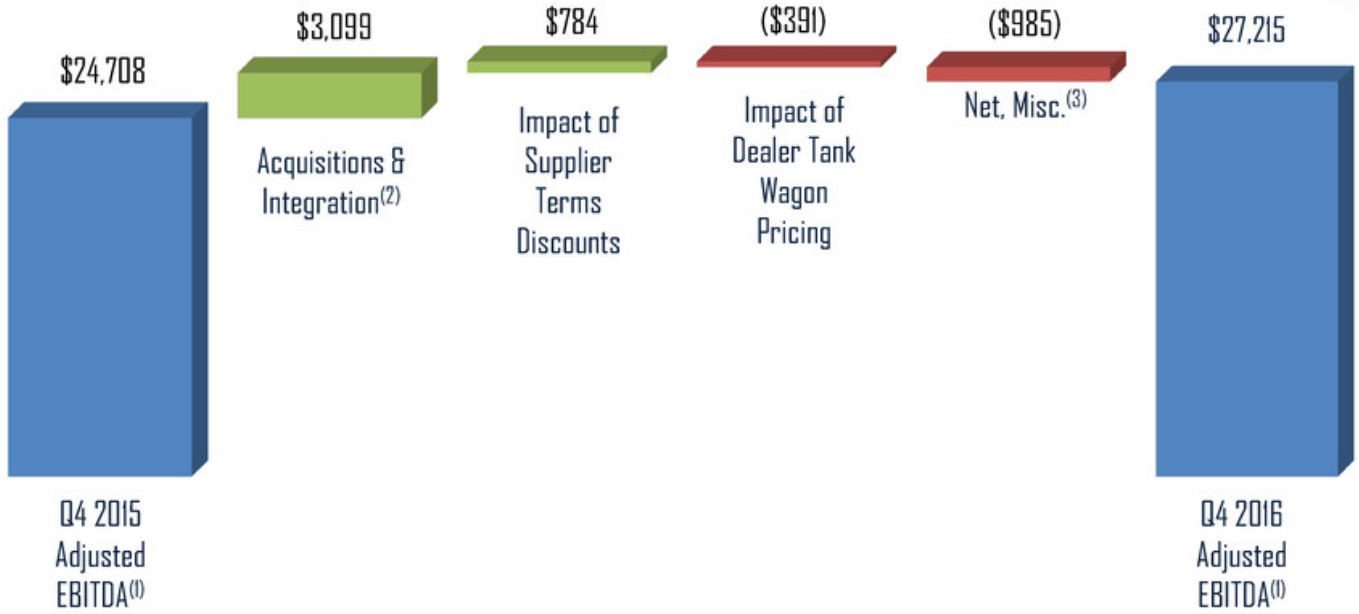 $24,708
$3,099
$784
($391)
($985)
$27,215
Acquisitions &
Integration(2)
Impact of
Supplier
Terms
Discounts
Impact of
Dealer Tank
Wagon
Pricing
Net, Misc.(3)
Q4 2015
Adjusted
EBITDA(1)
Q4 2016
Adjusted
EBITDA(1)